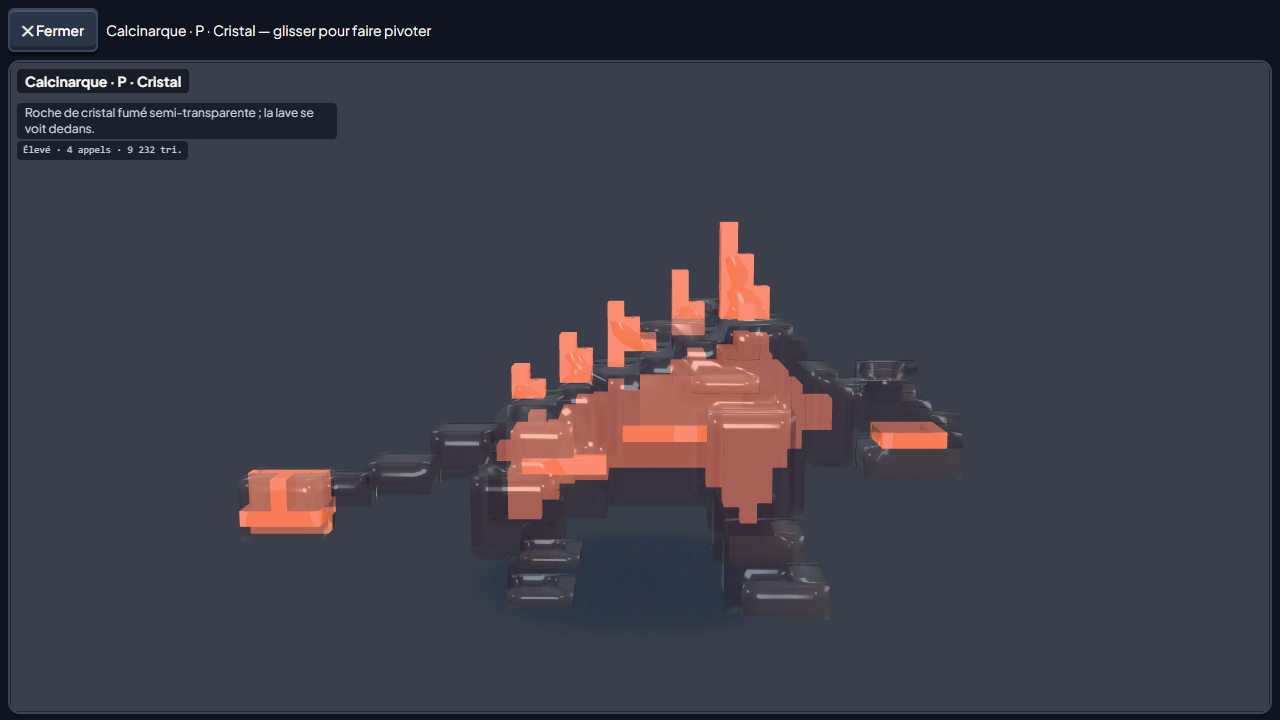 ✕ Fermer
Calcinarque · P · Cristal — glisser pour faire pivoter
Calcinarque · P · Cristal
Roche de cristal fumé semi-transparente ; la lave se
voit dedans.
Élevé · 4 appels · 9 232 tri.